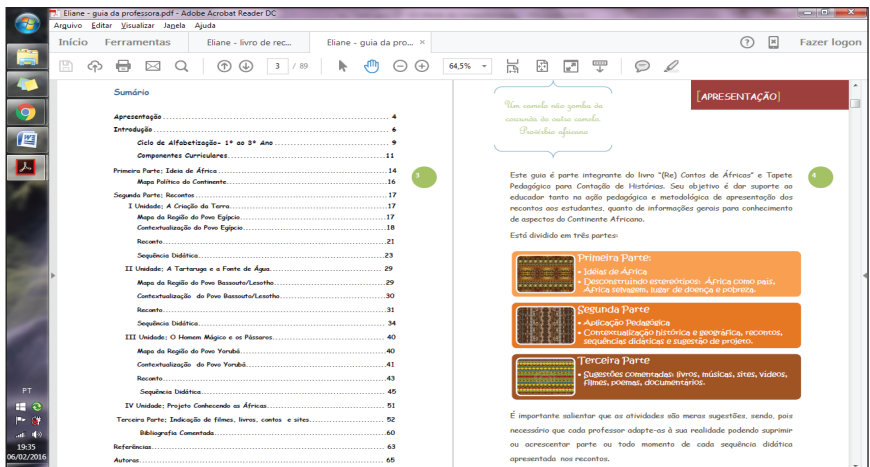 Eliane - guia da professora.pdf - Adobe Acrobat Reader DC
Arquivo Editar Visualizar Janela Ajuda
Início Ferramentas Eliane - livro de rec... Eliane - guia da pro... × Fazer logon
3 / 89 64,5%
Sumário
Apresentação........................................................................ 4
Introdução........................................................................... 6
Ciclo de Alfabetização- 1º ao 3º Ano................................... 9
Componentes Curriculares................................................11
Primeira Parte: Ideia de África..............................................14
Mapa Político do Continente...............................................16
Segunda Parte: Recontos......................................................17
I Unidade: A Criação da Terra............................................17
Mapa da Região do Povo Egípcio.........................................17
Contextualização do Povo Egípcio.......................................18
Reconto........................................................................21
Sequência Didática..........................................................23
II Unidade: A Tartaruga e a Fonte de Água........................... 29
Mapa da Região do Povo Bassouto/Lesotho..........................29
Contextualização do Povo Bassouto/Lesotho.......................30
Reconto........................................................................31
Sequência Didática......................................................... 34
III Unidade: O Homem Mágico e os Pássaros........................ 40
Mapa da Região do Povo Yorubá........................................40
Contextualização do Povo Yorubá......................................41
Reconto........................................................................43
Sequência Didática......................................................... 45
IV Unidade: Projeto Conhecendo as Áfricas......................... 51
Terceira Parte: Indicação de filmes, livros, contos e sites........ 52
Bibliografia Comentada................................................... 60
Referências......................................................................... 63
Autoras.............................................................................. 65
3
Um camelo não zomba da
corcunda do outro camelo.
Provérbio africano
[APRESENTAÇÃO]
4
Este guia é parte integrante do livro "(Re) Contos de Áfricas" e Tapete
Pedagógico para Contação de Histórias. Seu objetivo é dar suporte ao
educador tanto na ação pedagógica e metodológica de apresentação dos
recontos aos estudantes, quanto de informações gerais para conhecimento
de aspectos do Continente Africano.
Está dividido em três partes:
Primeira Parte:
• Idéias de África
• Desconstruindo estereótipos: África como país,
África selvagem, lugar de doença e pobreza.
Segunda Parte
• Aplicação Pedagógica
• Contextualização histórica e geográfica, recontos,
sequências didáticas e sugestão de projeto.
Terceira Parte
• Sugestões comentadas: livros, músicas, sites, vídeos,
filmes, poemas, documentários.
É importante salientar que as atividades são meras sugestões, sendo, pois
necessário que cada professor adapte-as à sua realidade podendo suprimir
ou acrescentar parte ou todo momento de cada sequência didática
apresentada nos recontos.
PT
19:35
06/02/2016